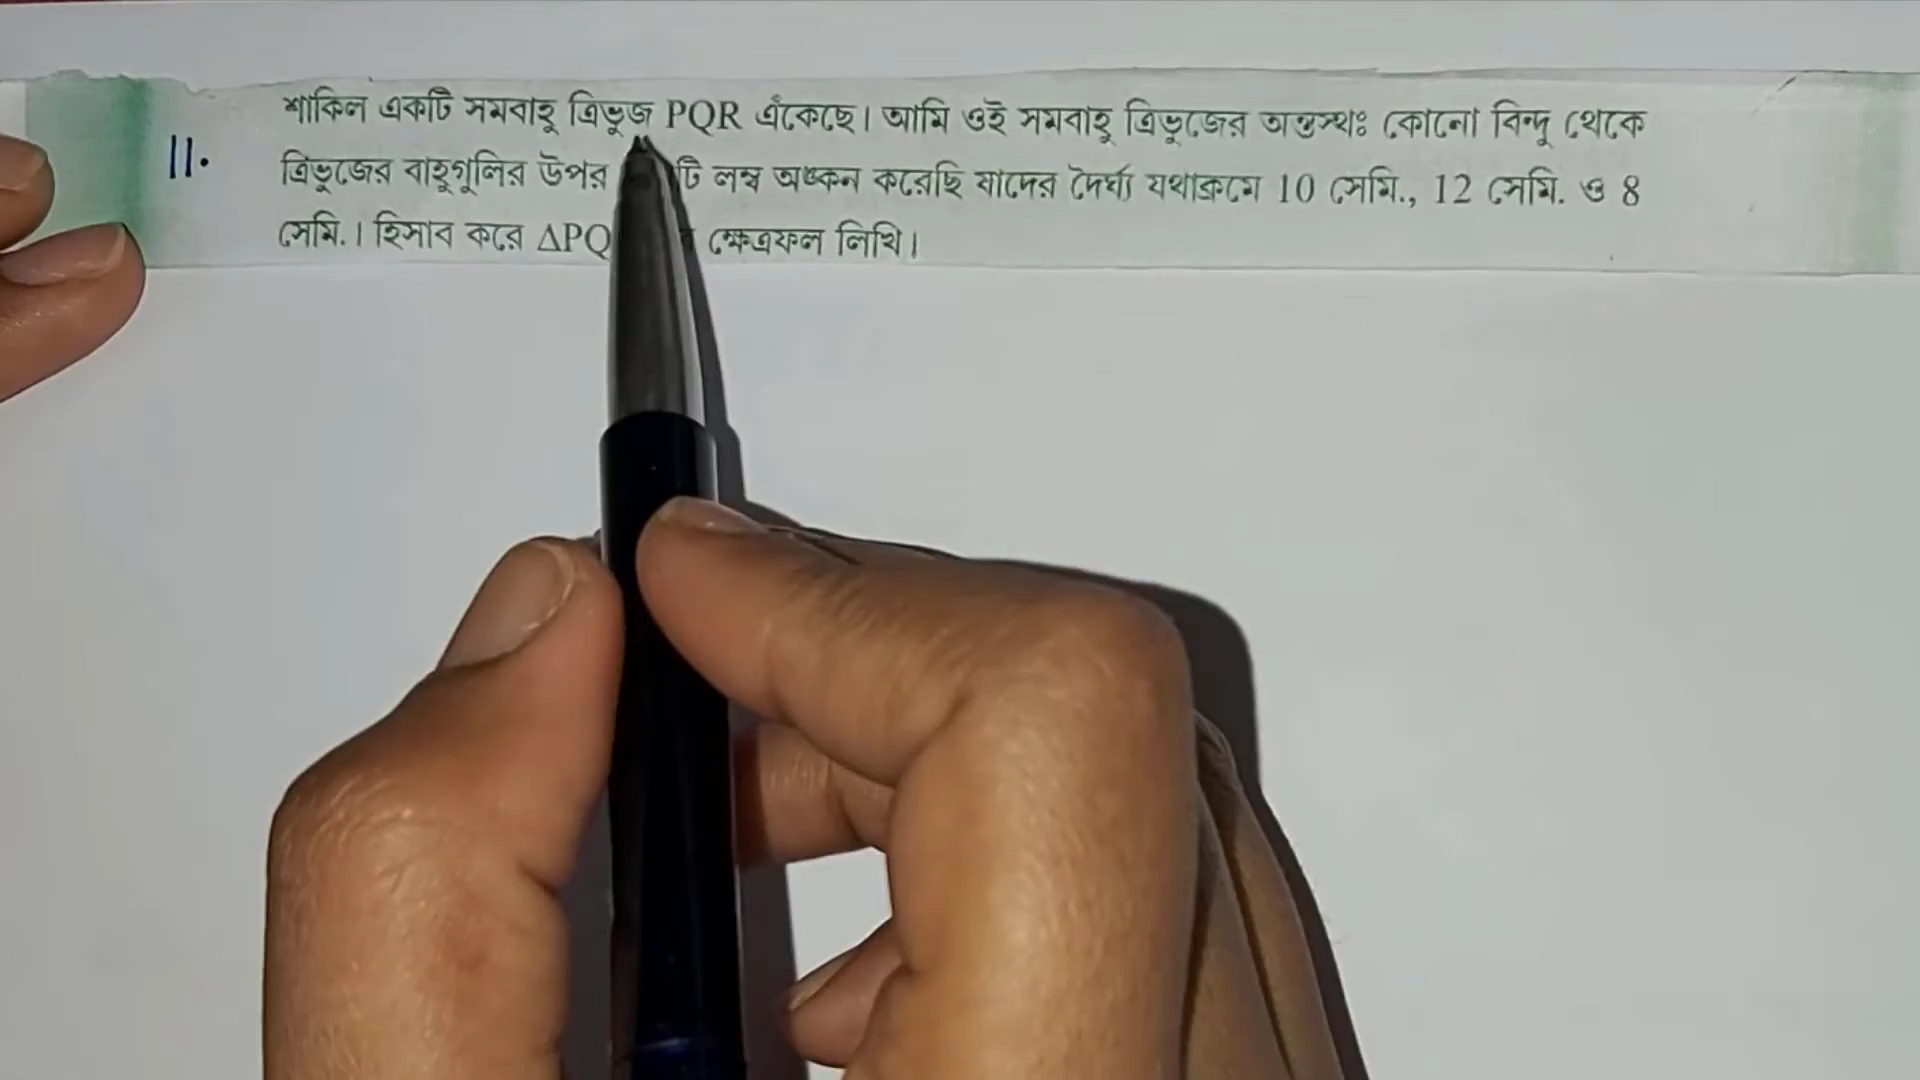 শাকিল একটি সমবাহু ত্রিভুজ PQR এঁকেছে। আমি ওই সমবাহু ত্রিভুজের অন্তস্থঃ কোনো বিন্দু থেকে
11. ত্রিভুজের বাহুগুলির উপর টি লম্ব অঙ্কন করেছি যাদের দৈর্ঘ্য যথাক্রমে 10 সেমি., 12 সেমি. ও 8
সেমি.। হিসাব করে ΔPQ ক্ষেত্রফল লিখি।